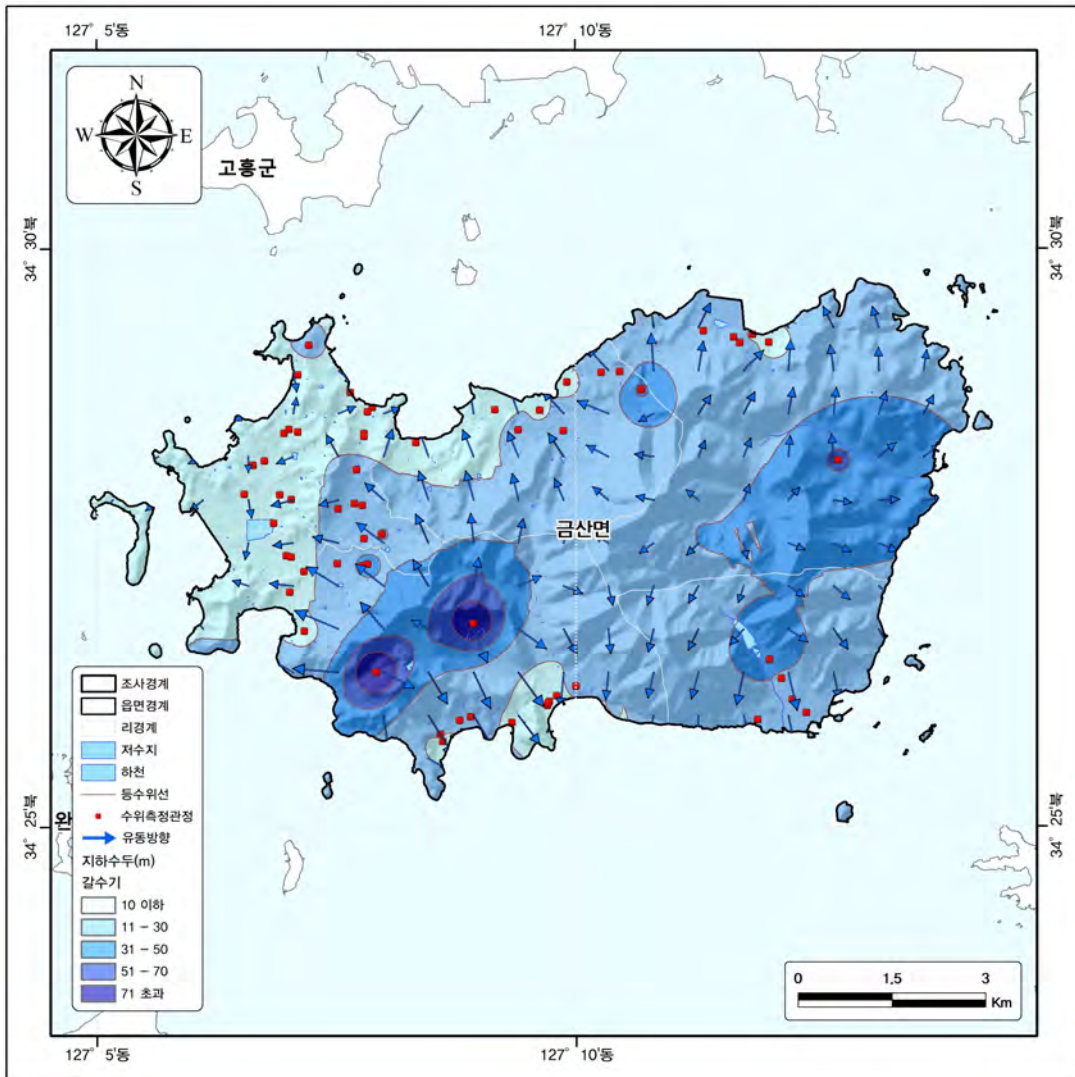 127° 5'동
127° 10'동
N
W
E
S
고흥군
34° 30'북
34° 30'북
금산면
조사경계
읍면경계
리경계
저수지
하천
등수위선
수위측정관정
유동방향
지하수두(m)
갈수기
10 이하
11 - 30
31 - 50
51 - 70
71 초과
34° 25'북
34° 25'북
0 1.5 3
Km
127° 5'동
127° 10'동